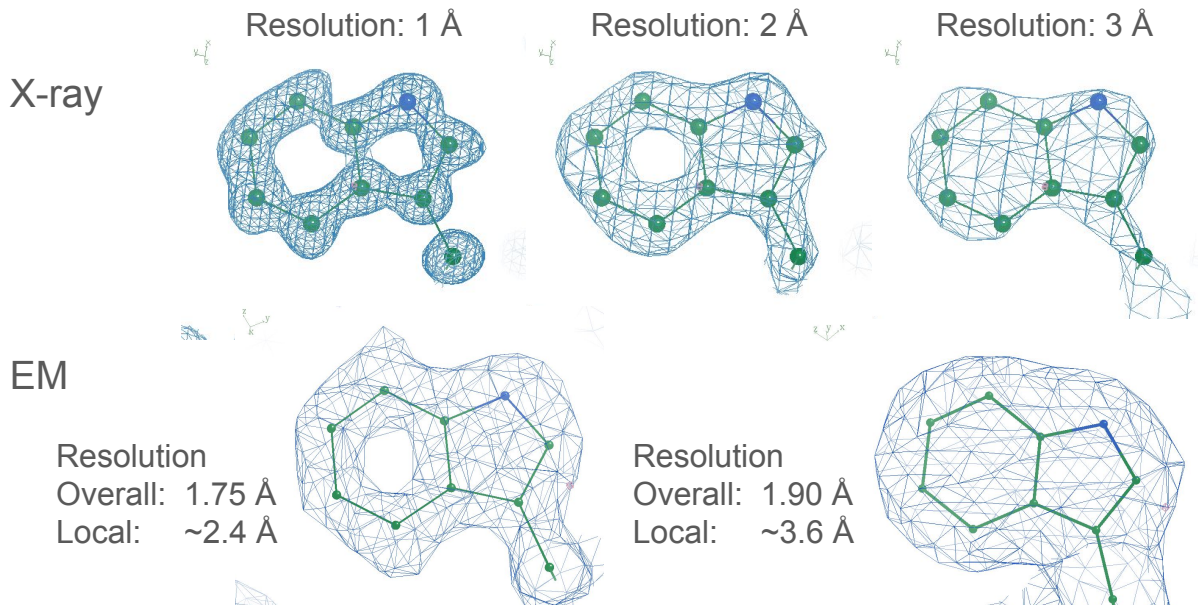 Resolution: 1 Å
Resolution: 2 Å
Resolution: 3 Å
X-ray
EM
Resolution
Overall: 1.75 Å
Local: ~2.4 Å
Resolution
Overall: 1.90 Å
Local: ~3.6 Å